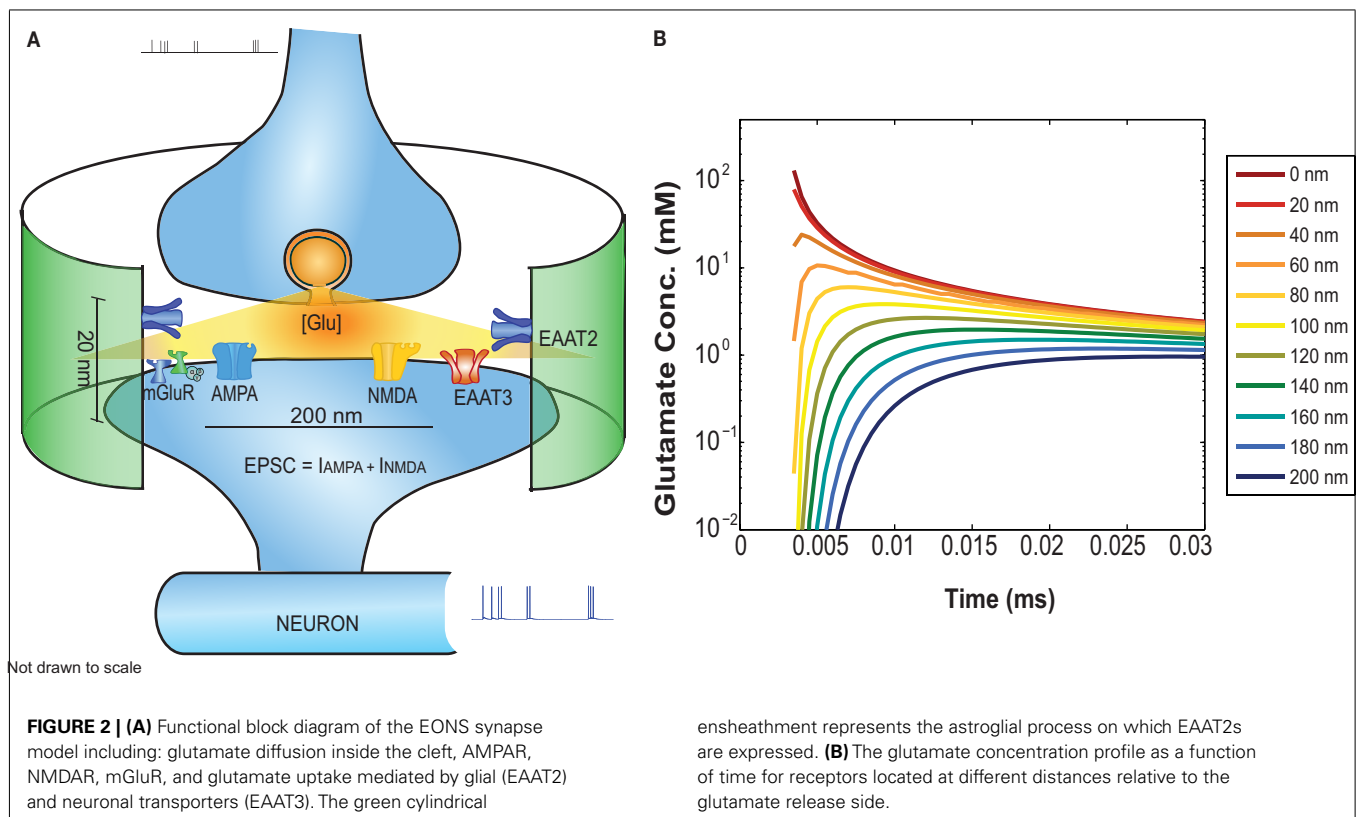 A
[Glu]
20 nm
EAAT2
mGluR
AMPA
NMDA
EAAT3
200 nm
EPSC = IAMPA + INMDA
NEURON
Not drawn to scale
B
Glutamate Conc. (mM)
10²
10¹
10⁰
10⁻¹
10⁻²
0
0.005
0.01
0.015
0.02
0.025
0.03
Time (ms)
0 nm
20 nm
40 nm
60 nm
80 nm
100 nm
120 nm
140 nm
160 nm
180 nm
200 nm
FIGURE 2 | (A) Functional block diagram of the EONS synapse
model including: glutamate diffusion inside the cleft, AMPAR,
NMDAR, mGluR, and glutamate uptake mediated by glial (EAAT2)
and neuronal transporters (EAAT3). The green cylindrical
ensheathment represents the astroglial process on which EAAT2s
are expressed. (B) The glutamate concentration profile as a function
of time for receptors located at different distances relative to the
glutamate release side.